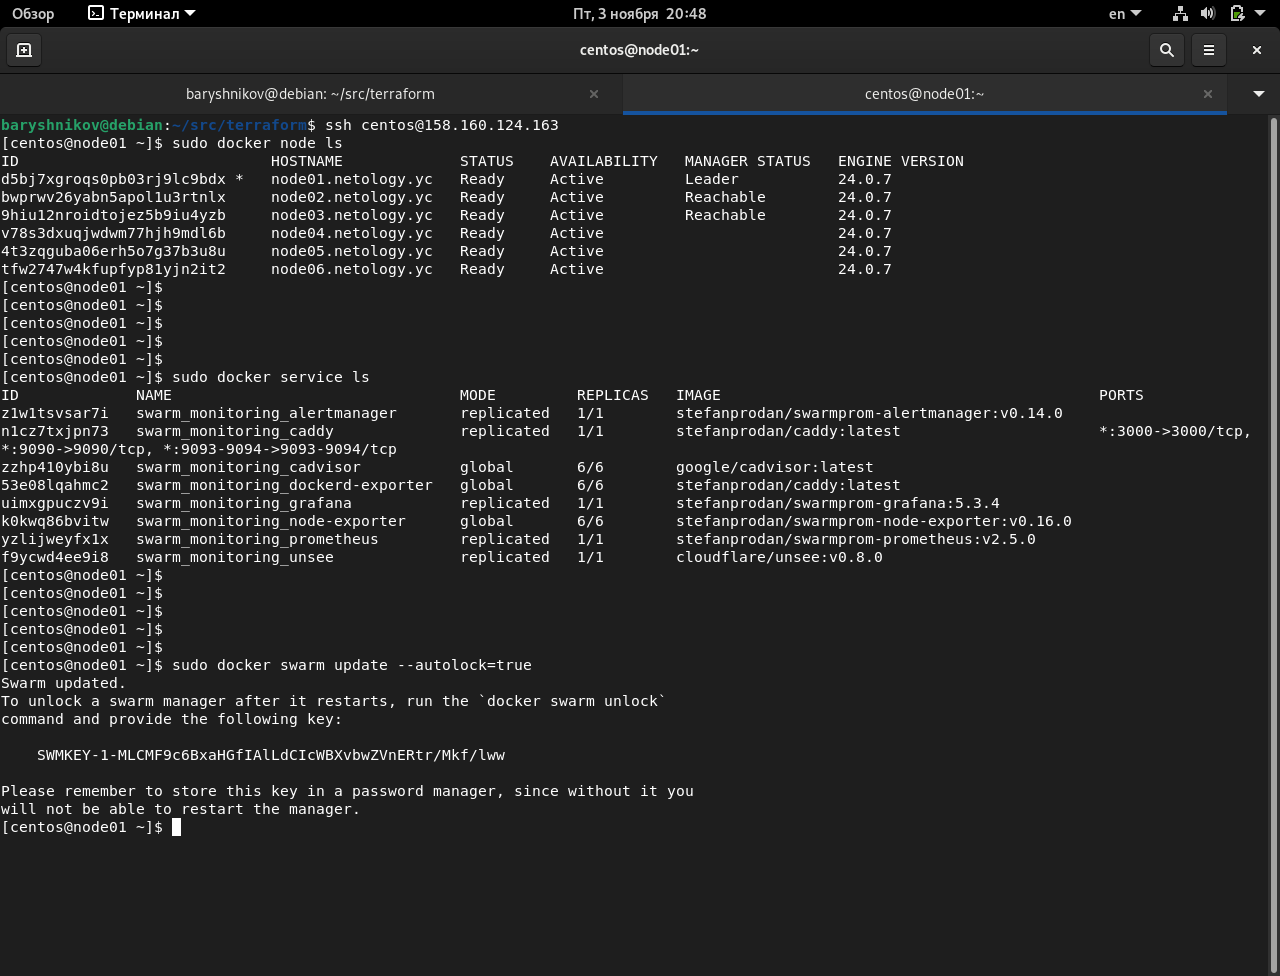 Обзор Терминал Пт, 3 ноября 20:48 en
centos@node01:~
baryshnikov@debian: ~/src/terraform × centos@node01:~ ×
baryshnikov@debian:~/src/terraform$ ssh centos@158.160.124.163
[centos@node01 ~]$ sudo docker node ls
ID HOSTNAME STATUS AVAILABILITY MANAGER STATUS ENGINE VERSION
d5bj7xgroqs0pb03rj9lc9bdx * node01.netology.yc Ready Active Leader 24.0.7
bwprwv26yabn5apol1u3rtnlx node02.netology.yc Ready Active Reachable 24.0.7
9hiu12nroidtojez5b9iu4yzb node03.netology.yc Ready Active Reachable 24.0.7
v78s3dxuqjwdwm77hjh9mdl6b node04.netology.yc Ready Active 24.0.7
4t3zqguba06erh5o7g37b3u8u node05.netology.yc Ready Active 24.0.7
tfw2747w4kfupfyp81yjn2it2 node06.netology.yc Ready Active 24.0.7
[centos@node01 ~]$
[centos@node01 ~]$
[centos@node01 ~]$
[centos@node01 ~]$
[centos@node01 ~]$
[centos@node01 ~]$ sudo docker service ls
ID NAME MODE REPLICAS IMAGE PORTS
z1w1tsvsar7i swarm_monitoring_alertmanager replicated 1/1 stefanprodan/swarmprom-alertmanager:v0.14.0
n1cz7txjpn73 swarm_monitoring_caddy replicated 1/1 stefanprodan/caddy:latest *:3000->3000/tcp,
*:9090->9090/tcp, *:9093-9094->9093-9094/tcp
zzhp410ybi8u swarm_monitoring_cadvisor global 6/6 google/cadvisor:latest
53e08lqahmc2 swarm_monitoring_dockerd-exporter global 6/6 stefanprodan/caddy:latest
uimxgpuczv9i swarm_monitoring_grafana replicated 1/1 stefanprodan/swarmprom-grafana:5.3.4
k0kwq86bvitw swarm_monitoring_node-exporter global 6/6 stefanprodan/swarmprom-node-exporter:v0.16.0
yzlijweyfx1x swarm_monitoring_prometheus replicated 1/1 stefanprodan/swarmprom-prometheus:v2.5.0
f9ycwd4ee9i8 swarm_monitoring_unsee replicated 1/1 cloudflare/unsee:v0.8.0
[centos@node01 ~]$
[centos@node01 ~]$
[centos@node01 ~]$
[centos@node01 ~]$
[centos@node01 ~]$
[centos@node01 ~]$ sudo docker swarm update --autolock=true
Swarm updated.
To unlock a swarm manager after it restarts, run the `docker swarm unlock`
command and provide the following key:
SWMKEY-1-MLCMF9c6BxaHGfIAlLdCIcWBXvbwZVnERtr/Mkf/lww
Please remember to store this key in a password manager, since without it you
will not be able to restart the manager.
[centos@node01 ~]$